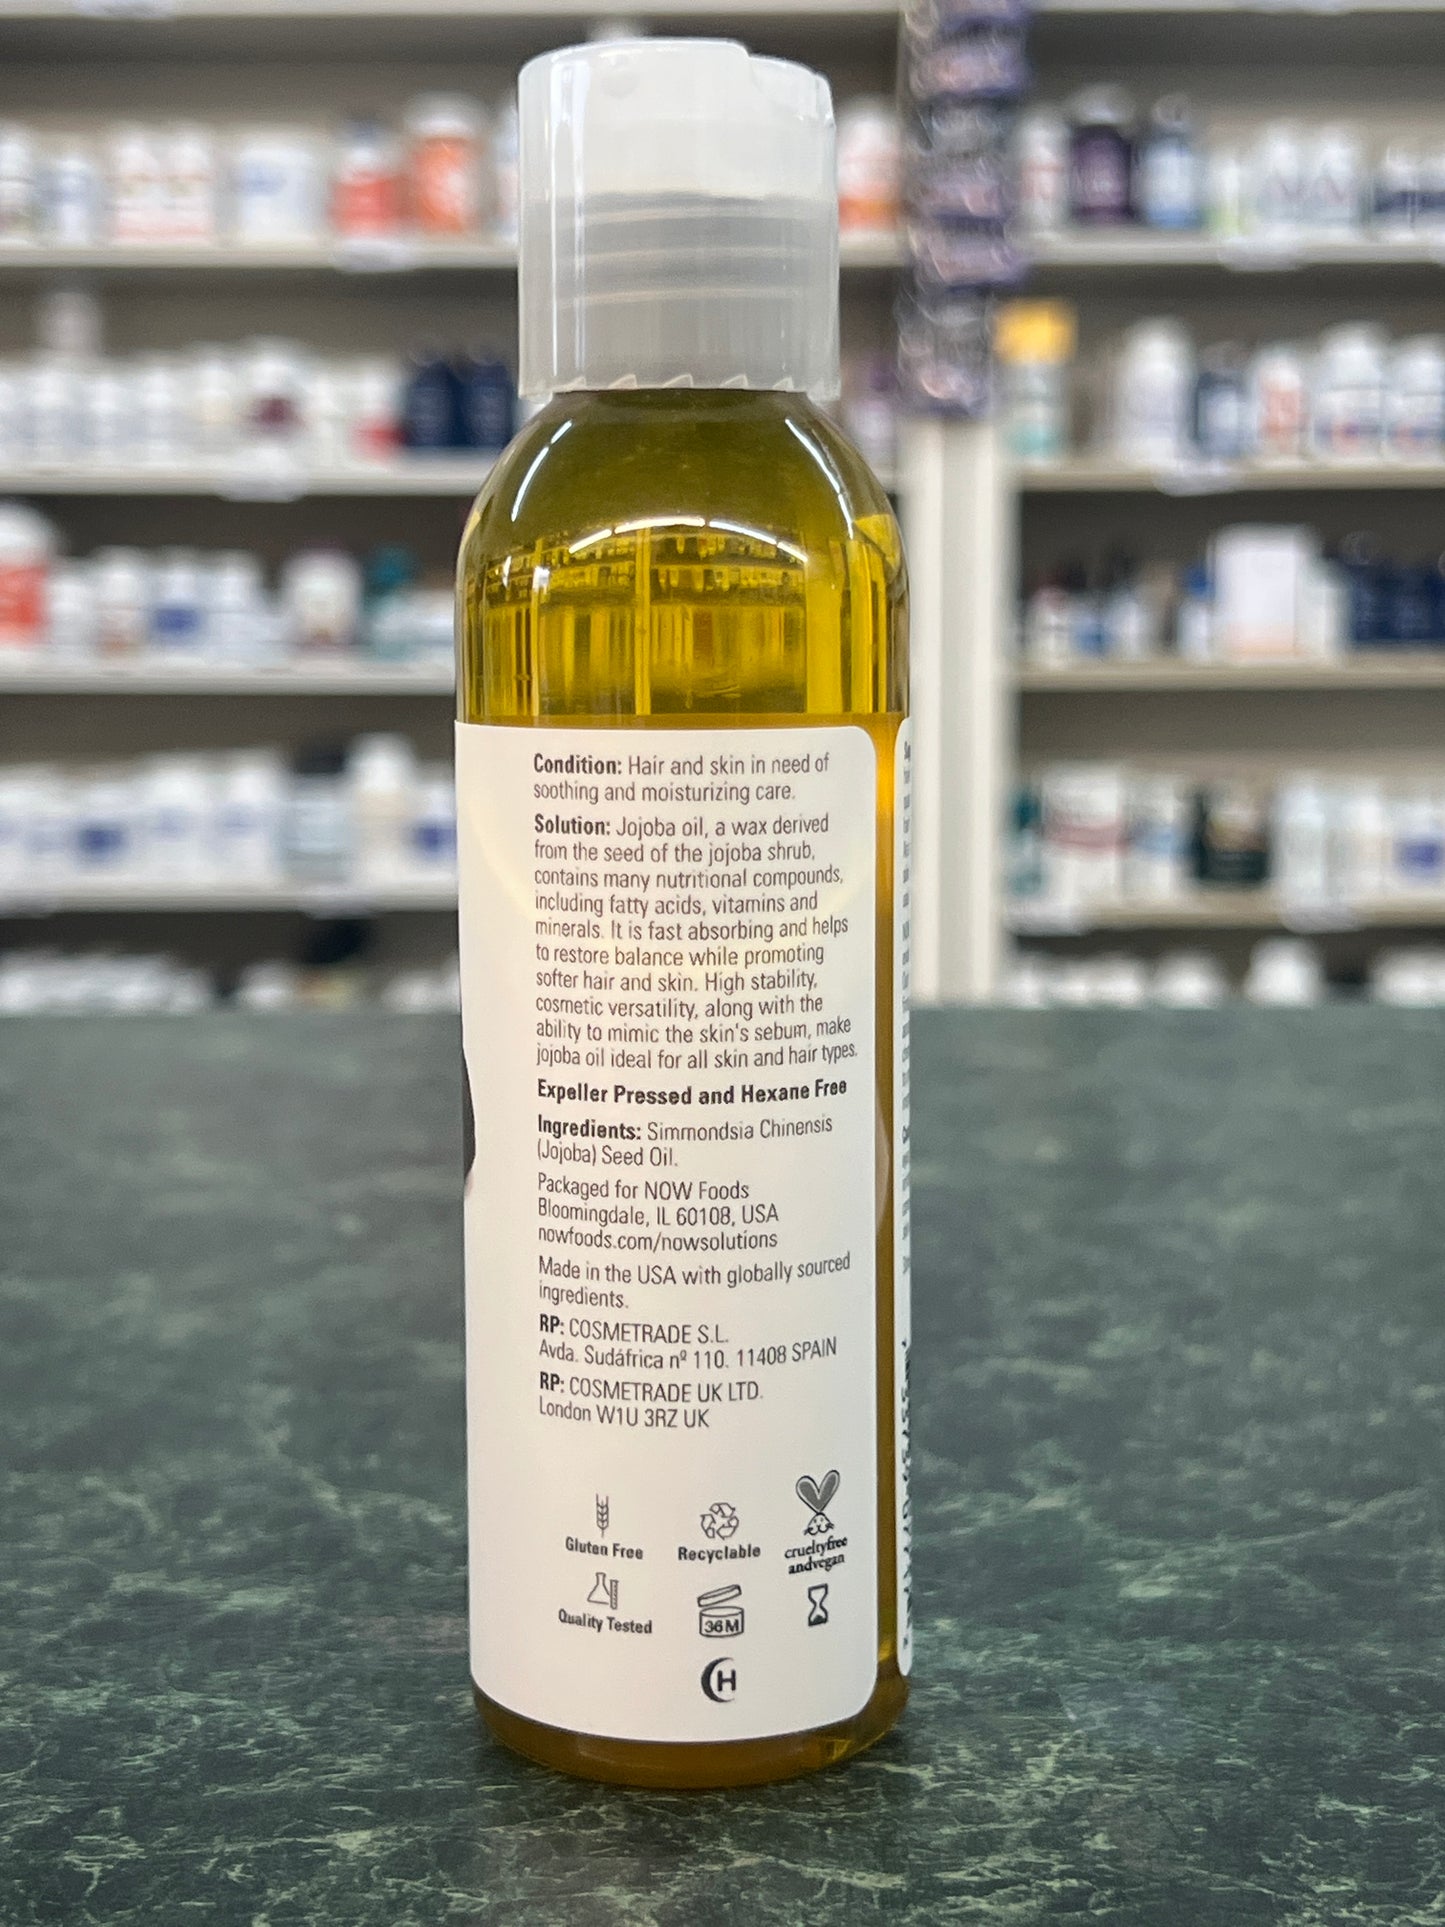 Condition: Hair and skin in need of
soothing and moisturizing care.
Solution: Jojoba oil, a wax derived
from the seed of the jojoba shrub,
contains many nutritional compounds,
including fatty acids, vitamins and
minerals. It is fast absorbing and helps
to restore balance while promoting
softer hair and skin. High stability,
cosmetic versatility, along with the
ability to mimic the skin's sebum, make
jojoba oil ideal for all skin and hair types.
Expeller Pressed and Hexane Free
Ingredients: Simmondsia Chinensis
(Jojoba) Seed Oil.
Packaged for NOW Foods
Bloomingdale, IL 60108, USA
nowfoods.com/nowsolutions
Made in the USA with globally sourced
ingredients.
RP: COSMETRADE S.L.
Avda. Sudáfrica nº 110. 11408 SPAIN
RP: COSMETRADE UK LTD.
London W1U 3RZ UK
Gluten Free
Recyclable
crueltyfree
andvegan
Quality Tested
36M
H